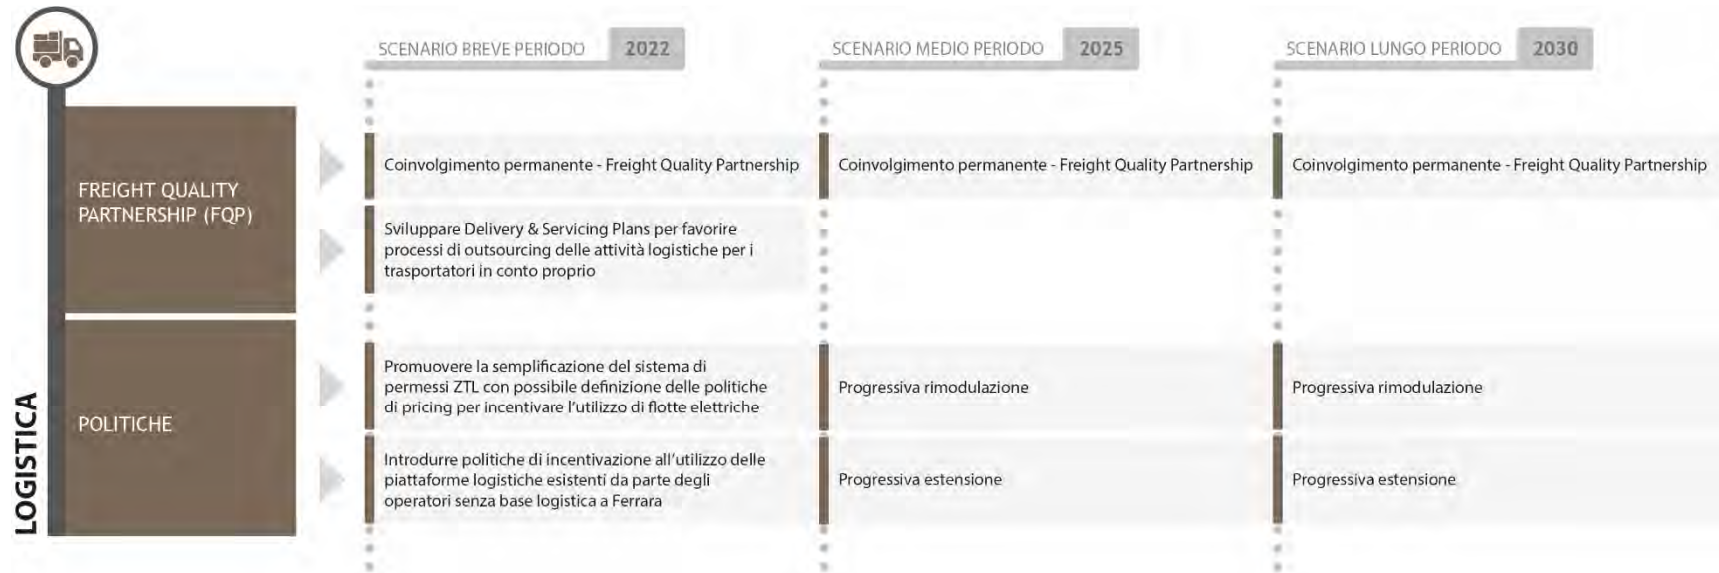 SCENARIO BREVE PERIODO 2022
SCENARIO MEDIO PERIODO 2025
SCENARIO LUNGO PERIODO 2030
LOGISTICA
FREIGHT QUALITY
PARTNERSHIP (FQP)
Coinvolgimento permanente - Freight Quality Partnership
Coinvolgimento permanente - Freight Quality Partnership
Coinvolgimento permanente - Freight Quality Partnership
Sviluppare Delivery & Servicing Plans per favorire
processi di outsourcing delle attività logistiche per i
trasportatori in conto proprio
POLITICHE
Promuovere la semplificazione del sistema di
permessi ZTL con possibile definizione delle politiche
di pricing per incentivare l'utilizzo di flotte elettriche
Progressiva rimodulazione
Progressiva rimodulazione
Introdurre politiche di incentivazione all'utilizzo delle
piattaforme logistiche esistenti da parte degli
operatori senza base logistica a Ferrara
Progressiva estensione
Progressiva estensione